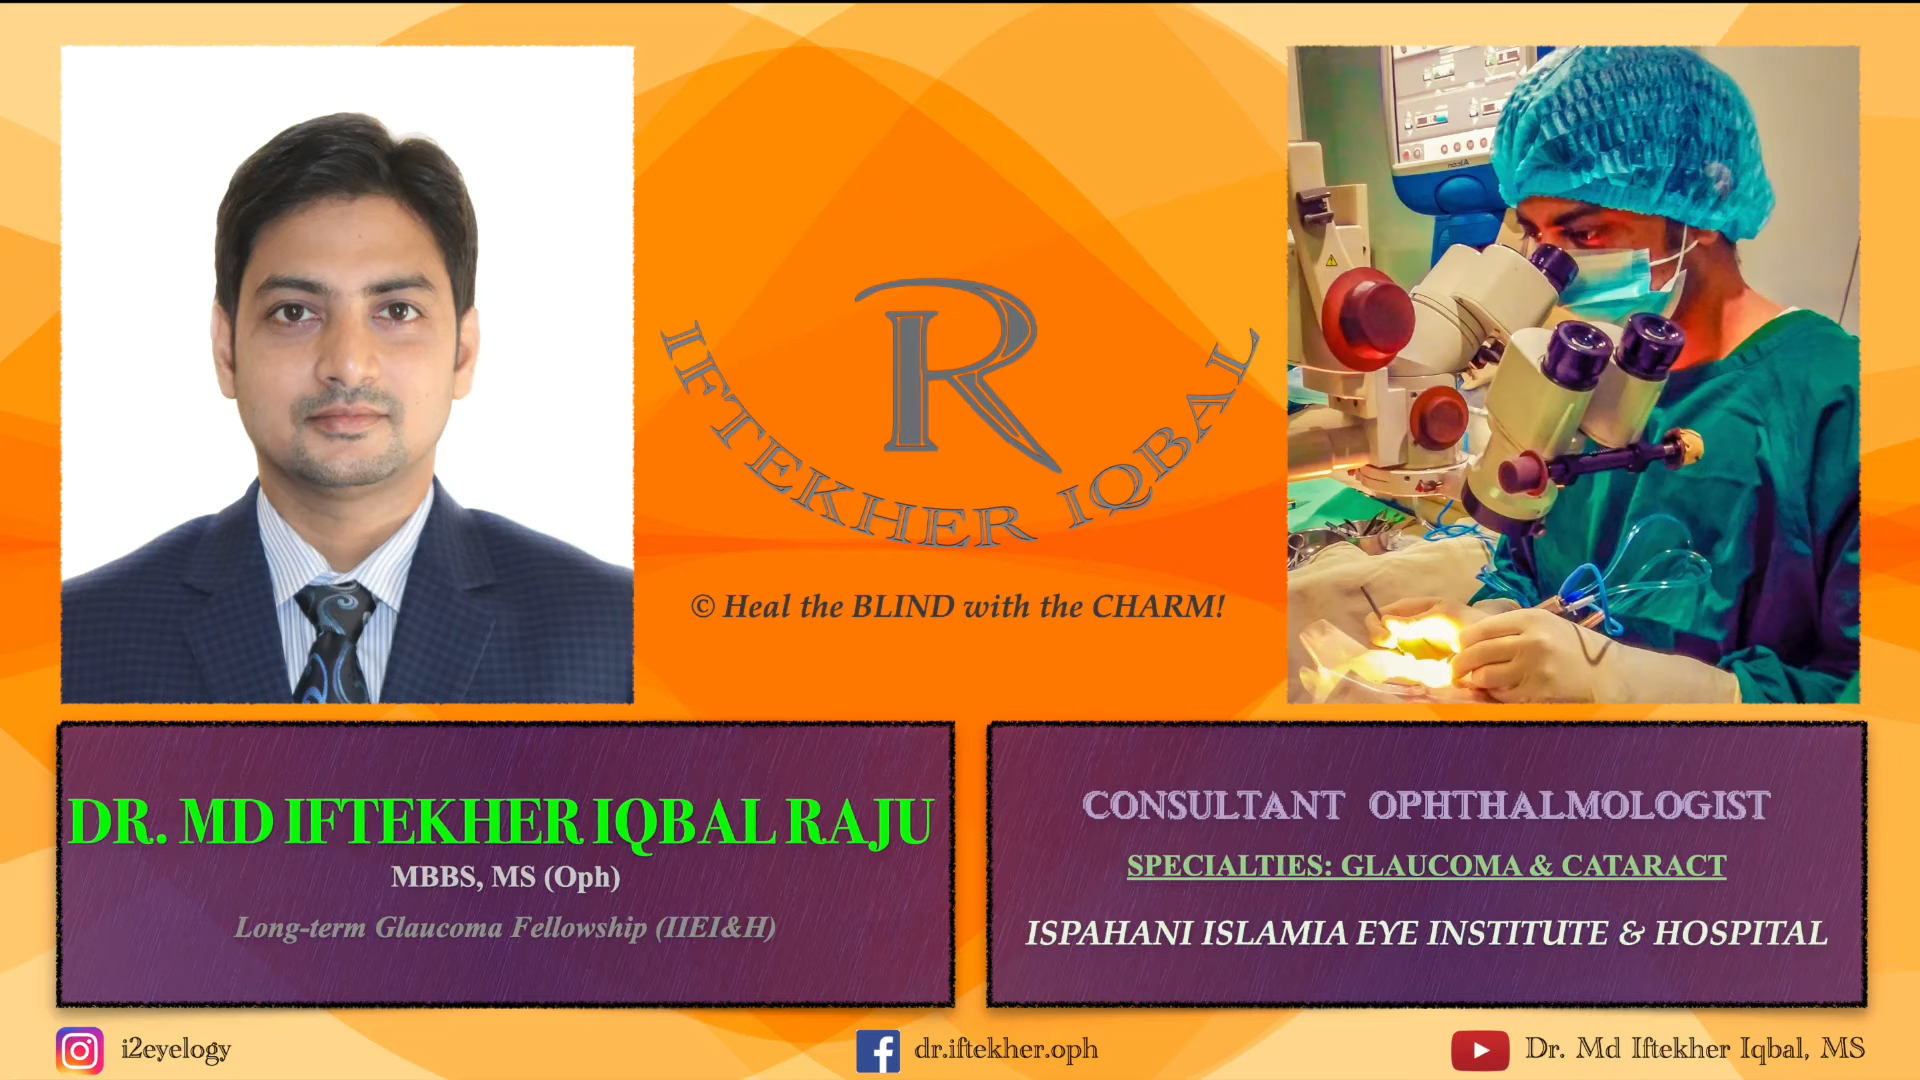 R
IFTEKHER IQBAL
© Heal the BLIND with the CHARM!
DR. MD IFTEKHER IQBAL RAJU
MBBS, MS (Oph)
Long-term Glaucoma Fellowship (IIEI&H)
CONSULTANT OPHTHALMOLOGIST
SPECIALTIES: GLAUCOMA & CATARACT
ISPAHANI ISLAMIA EYE INSTITUTE & HOSPITAL
i2eyelogy
dr.iftekher.oph
Dr. Md Iftekher Iqbal, MS